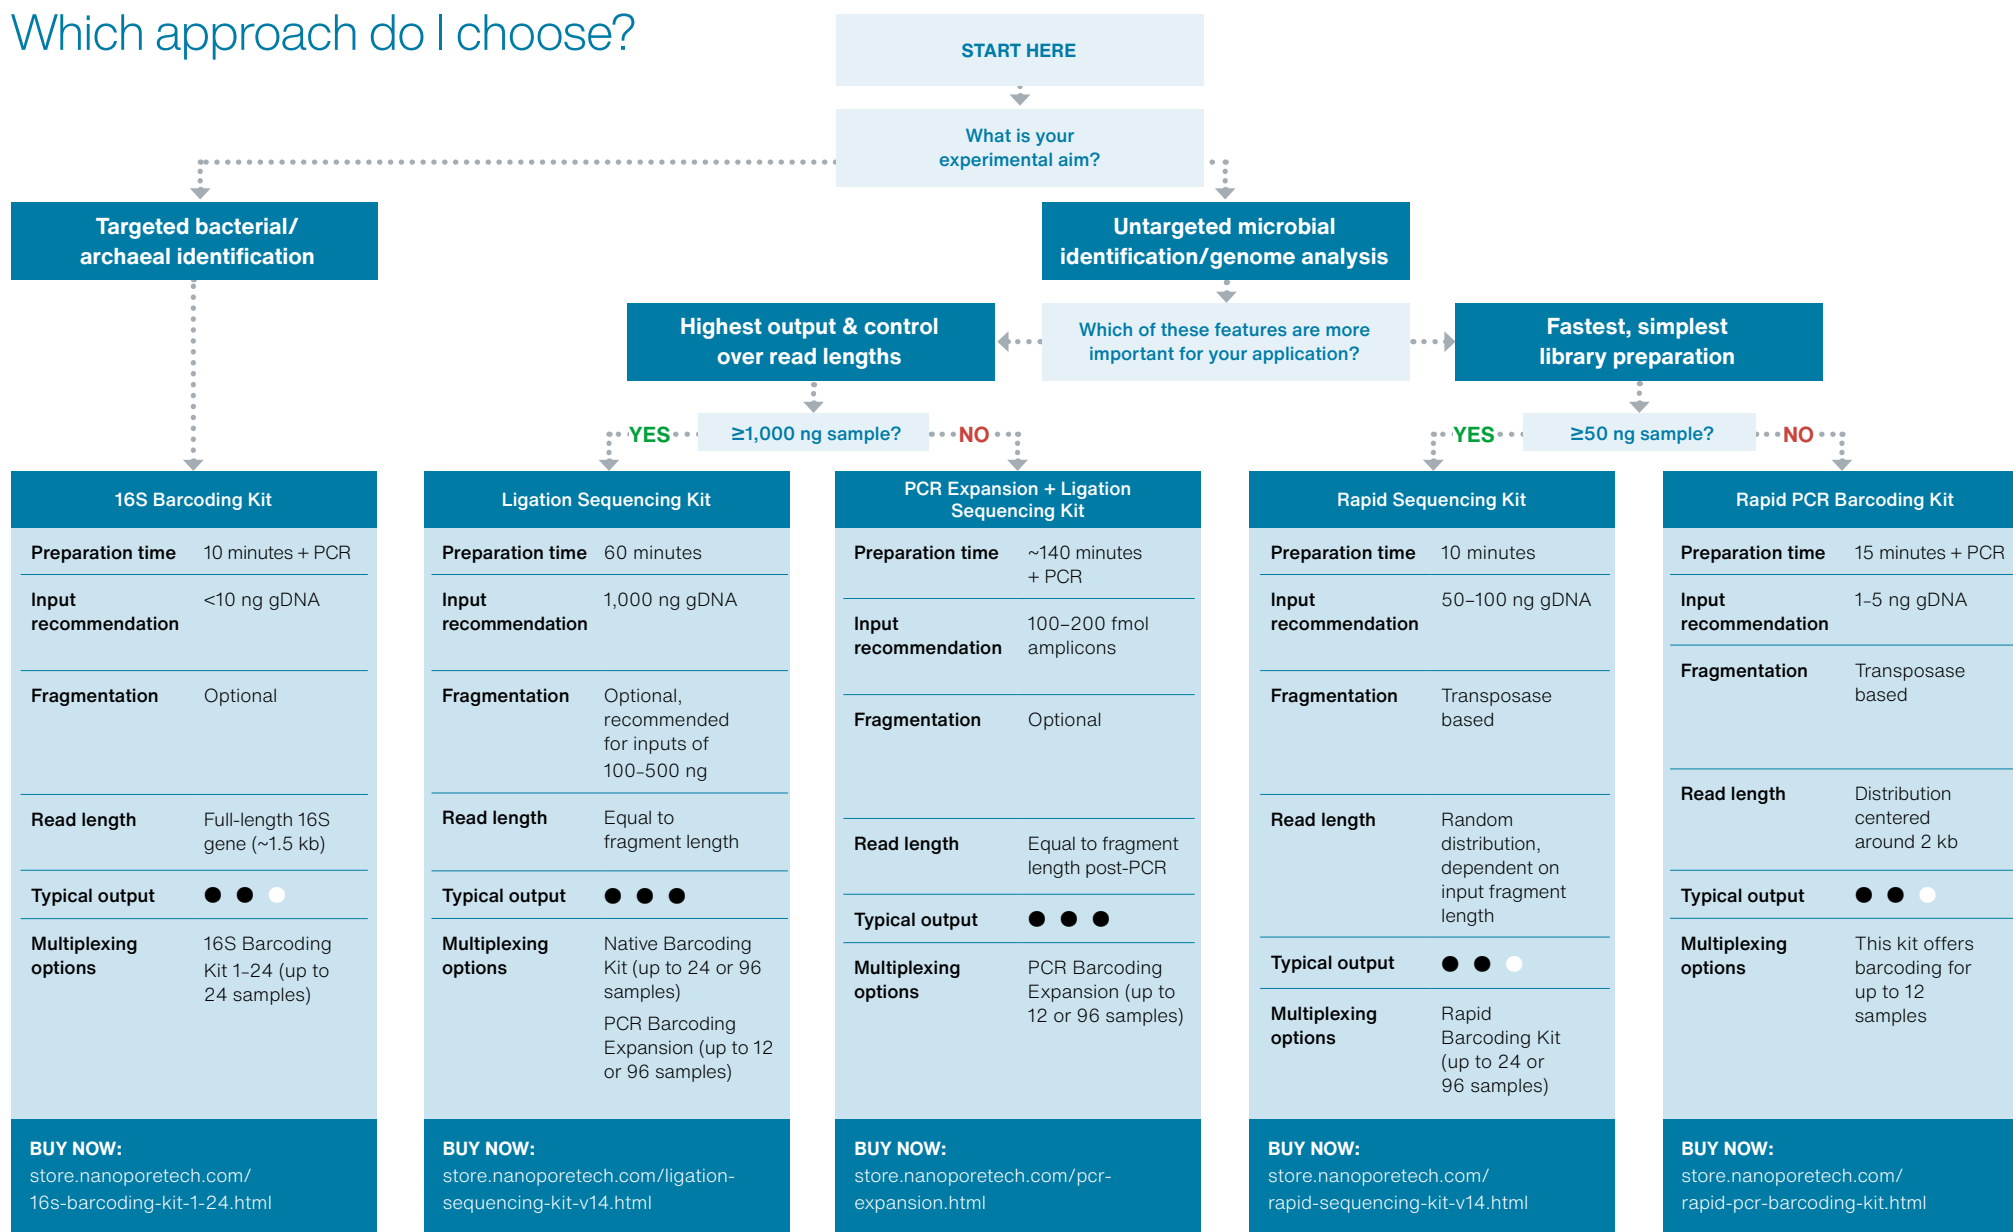 Which approach do I choose?
START HERE
What is your
experimental aim?
Targeted bacterial/
archaeal identification
Untargeted microbial
identification/genome analysis
Highest output & control
over read lengths
Which of these features are more
important for your application?
Fastest, simplest
library preparation
YES
≥1,000 ng sample?
NO
YES
≥50 ng sample?
NO
16S Barcoding Kit
Preparation time 10 minutes + PCR
Input <10 ng gDNA
recommendation
Fragmentation Optional
Read length Full-length 16S
gene (~1.5 kb)
Typical output
Multiplexing 16S Barcoding
options Kit 1-24 (up to
24 samples)
BUY NOW:
store.nanoporetech.com/
16s-barcoding-kit-1-24.html
Ligation Sequencing Kit
Preparation time 60 minutes
Input 1,000 ng gDNA
recommendation
Fragmentation Optional,
recommended
for inputs of
100-500 ng
Read length Equal to
fragment length
Typical output
Multiplexing Native Barcoding
options Kit (up to 24 or 96
samples)
PCR Barcoding
Expansion (up to 12
or 96 samples)
BUY NOW:
store.nanoporetech.com/ligation-
sequencing-kit-v14.html
PCR Expansion + Ligation
Sequencing Kit
Preparation time ~140 minutes
+ PCR
Input 100–200 fmol
recommendation amplicons
Fragmentation Optional
Read length Equal to fragment
length post-PCR
Typical output
Multiplexing PCR Barcoding
options Expansion (up to
12 or 96 samples)
BUY NOW:
store.nanoporetech.com/pcr-
expansion.html
Rapid Sequencing Kit
Preparation time 10 minutes
Input 50–100 ng gDNA
recommendation
Fragmentation Transposase
based
Read length Random
distribution,
dependent on
input fragment
length
Typical output
Multiplexing Rapid
options Barcoding Kit
(up to 24 or
96 samples)
BUY NOW:
store.nanoporetech.com/
rapid-sequencing-kit-v14.html
Rapid PCR Barcoding Kit
Preparation time 15 minutes + PCR
Input 1-5 ng gDNA
recommendation
Fragmentation Transposase
based
Read length Distribution
centered
around 2 kb
Typical output
Multiplexing This kit offers
options barcoding for
up to 12
samples
BUY NOW:
store.nanoporetech.com/
rapid-pcr-barcoding-kit.html